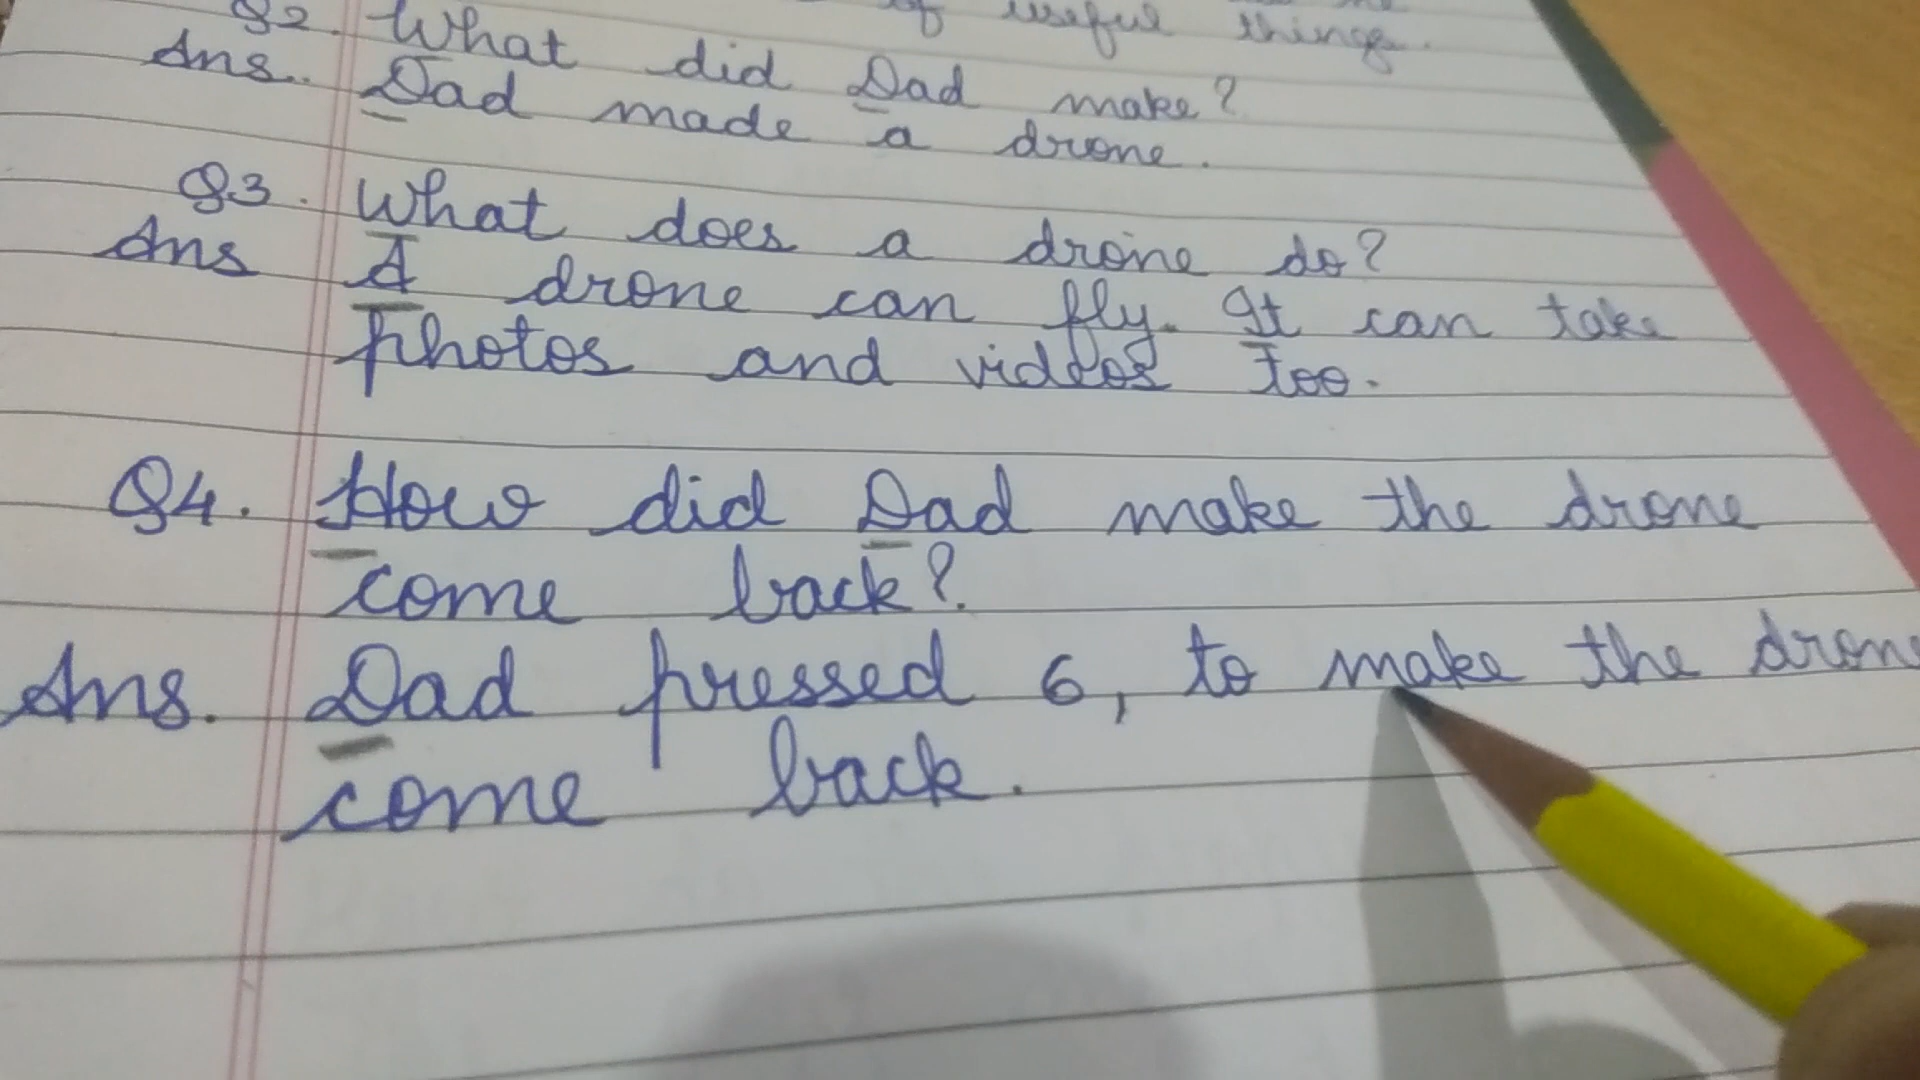 of useful things.
Q2. What did Dad make?
Ans. Dad made a drone.
Q3. What does a drone do?
Ans A drone can fly. It can take
photos and videos too.
Q4. How did Dad make the drone
come back?
Ans. Dad pressed 6, to make the drone
come back.